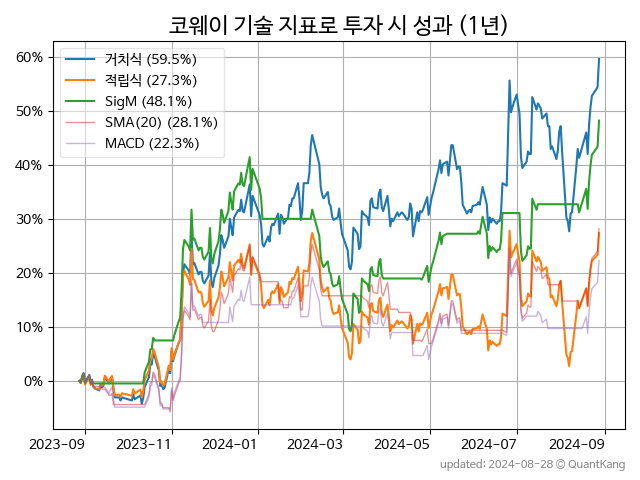 코웨이 기술 지표로 투자 시 성과 (1년)
60%
50%
40%
30%
20%
10%
0%
거치식 (59.5%)
적립식 (27.3%)
SigM (48.1%)
SMA(20) (28.1%)
MACD (22.3%)
2023-09 2023-11 2024-01 2024-03 2024-05 2024-07 2024-09
updated: 2024-08-28 © QuantKang